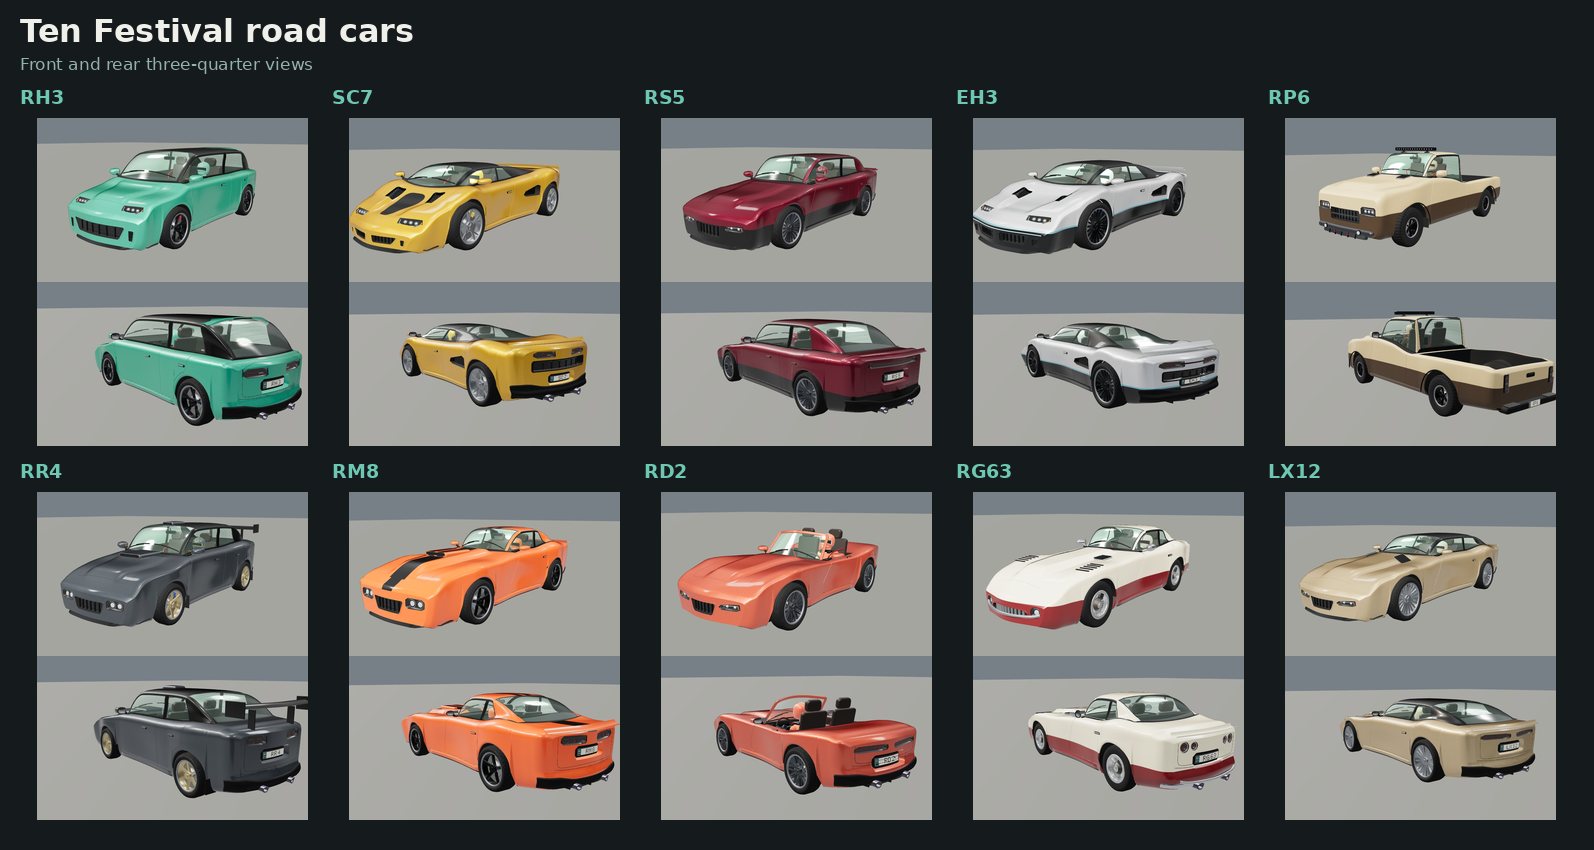 Ten Festival road cars
Front and rear three-quarter views
RH3 SC7 RS5 EH3 RP6
RR4 RM8 RD2 RG63 LX12